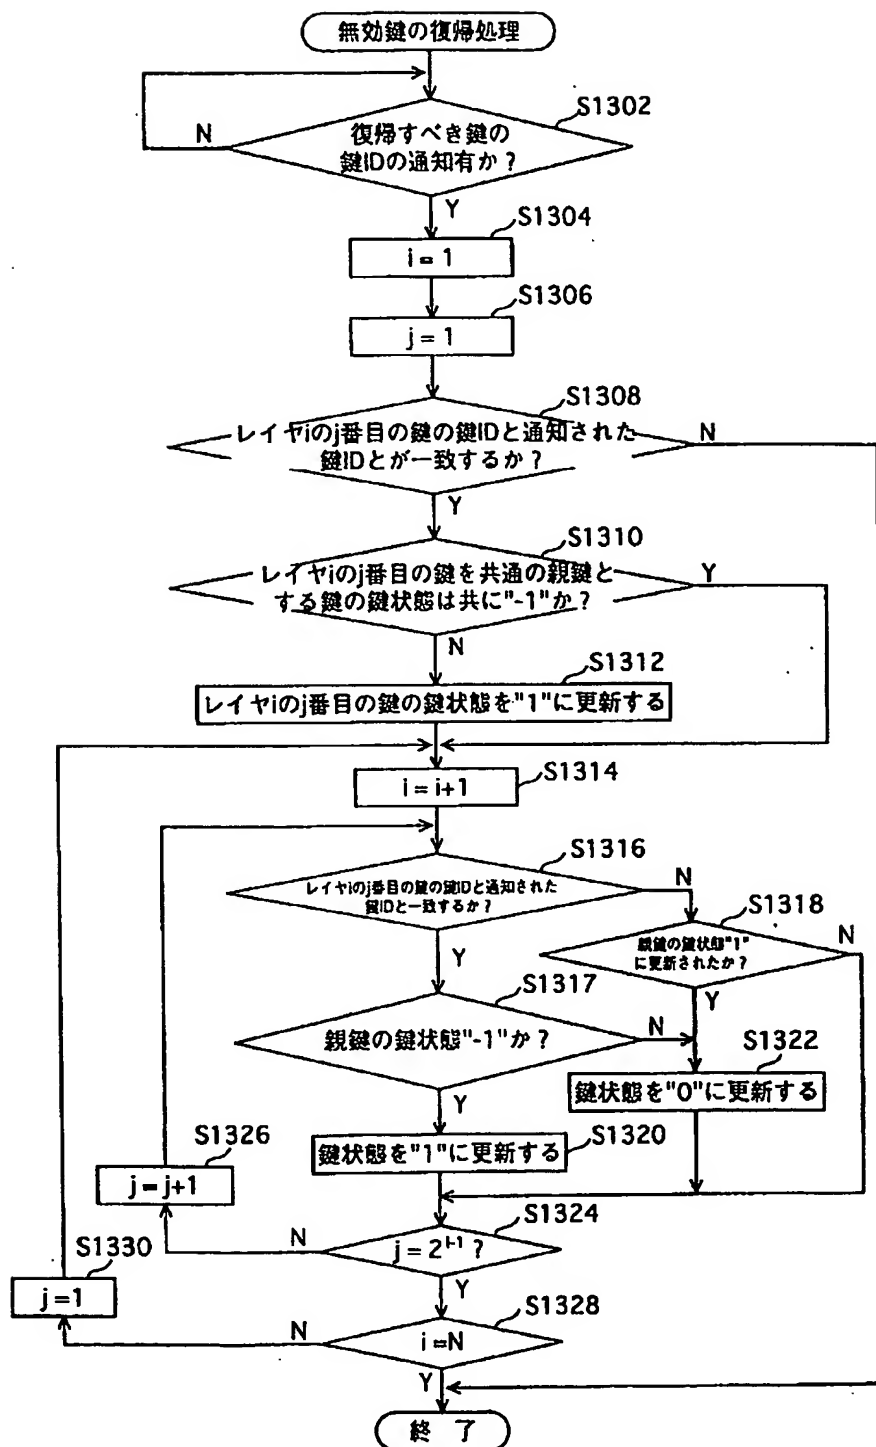 無効鍵の復帰処理
S1302
復帰すべき鍵の
鍵IDの通知有か？
N
Y
S1304
i = 1
S1306
j = 1
S1308
レイヤiのj番目の鍵の鍵IDと通知された
鍵IDとが一致するか？
N
Y
S1310
レイヤiのj番目の鍵を共通の親鍵と
する鍵の鍵状態は共に"-1"か？
Y
N
S1312
レイヤiのj番目の鍵の鍵状態を"1"に更新する
S1314
i = i+1
S1316
レイヤiのj番目の鍵の鍵IDと通知された
鍵IDと一致するか？
N
S1318
親鍵の鍵状態"1"
に更新されたか？
N
Y
Y
S1317
親鍵の鍵状態"-1"か？
N
Y
S1322
鍵状態を"0"に更新する
S1320
鍵状態を"1"に更新する
S1326
j = j+1
S1324
j = 2^{i-1} ?
N
Y
S1330
j = 1
S1328
i = N
N
Y
終 了